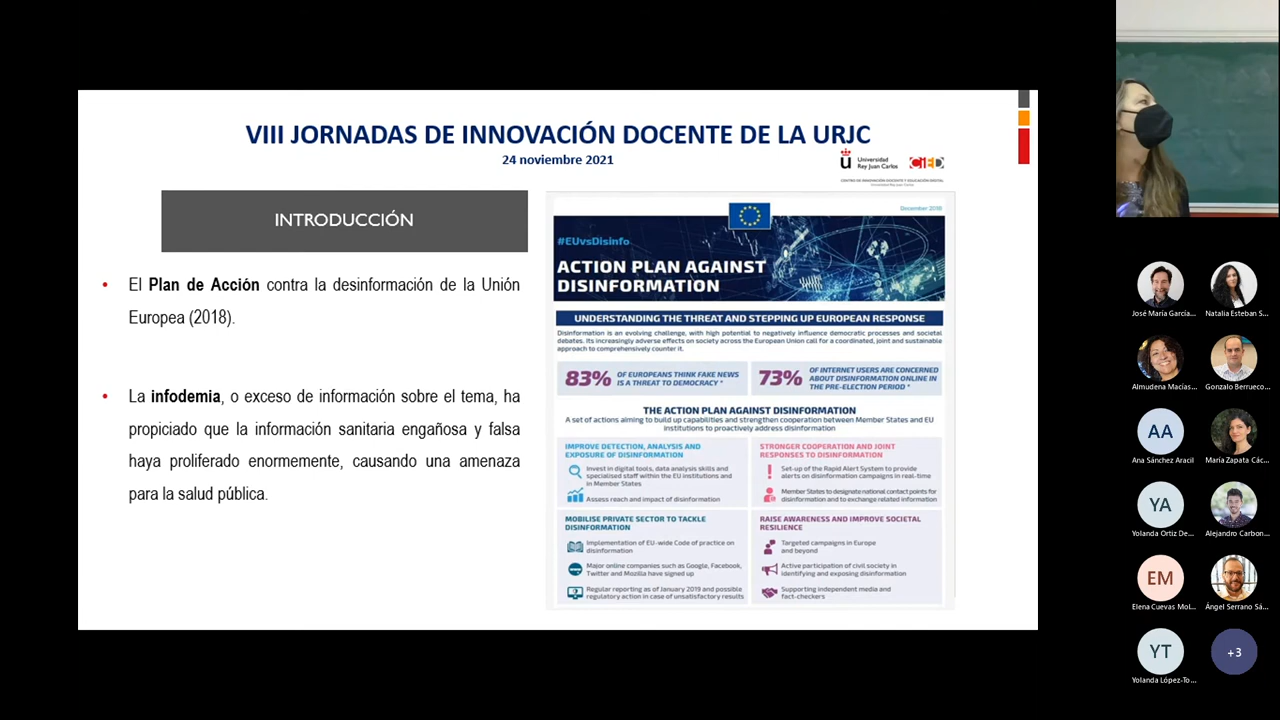 VIII JORNADAS DE INNOVACIÓN DOCENTE DE LA URJC
24 noviembre 2021
Universidad
Rey Juan Carlos
CIED
CENTRO DE INNOVACIÓN DOCENTE Y EDUCACIÓN DIGITAL
Universidad Rey Juan Carlos
INTRODUCCIÓN
• El Plan de Acción contra la desinformación de la Unión
Europea (2018).
• La infodemia, o exceso de información sobre el tema, ha
propiciado que la información sanitaria engañosa y falsa
haya proliferado enormemente, causando una amenaza
para la salud pública.
December 2018
#EUvsDisinfo
ACTION PLAN AGAINST
DISINFORMATION
UNDERSTANDING THE THREAT AND STEPPING UP EUROPEAN RESPONSE
Disinformation is an evolving challenge, with high potential to negatively influence democratic processes and societal
debates. Its increasingly adverse effects on society across the European Union call for a coordinated, joint and sustainable
approach to comprehensively counter it.
83% OF EUROPEANS THINK FAKE NEWS
IS A THREAT TO DEMOCRACY *
73% OF INTERNET USERS ARE CONCERNED
ABOUT DISINFORMATION ONLINE IN
THE PRE-ELECTION PERIOD *
THE ACTION PLAN AGAINST DISINFORMATION
A set of actions aiming to build up capabilities and strengthen cooperation between Member States and EU
institutions to proactively address disinformation
IMPROVE DETECTION, ANALYSIS AND
EXPOSURE OF DISINFORMATION
Invest in digital tools, data analysis skills and
specialised staff within the EU institutions and
in Member States
Assess reach and impact of disinformation
STRONGER COOPERATION AND JOINT
RESPONSES TO DISINFORMATION
Set-up of the Rapid Alert System to provide
alerts on disinformation campaigns in real-time
Member States to designate national contact points for
disinformation and to exchange related information
MOBILISE PRIVATE SECTOR TO TACKLE
DISINFORMATION
Implementation of EU-wide Code of practice on
disinformation
Major online companies such as Google, Facebook,
Twitter and Mozilla have signed up
Regular reporting as of January 2019 and possible
regulatory action in case of unsatisfactory results
RAISE AWARENESS AND IMPROVE SOCIETAL
RESILIENCE
Targeted campaigns in Europe
and beyond
Active participation of civil society in
identifying and exposing disinformation
Supporting independent media and
fact-checkers
José María García...
Natalia Esteban S...
Almudena Macías...
Gonzalo Berrueco...
AA
Ana Sánchez Aracil
María Zapata Các...
YA
Yolanda Ortiz De...
Alejandro Carbon...
EM
Elena Cuevas Mol...
Ángel Serrano Sá...
YT
Yolanda López-To...
+3